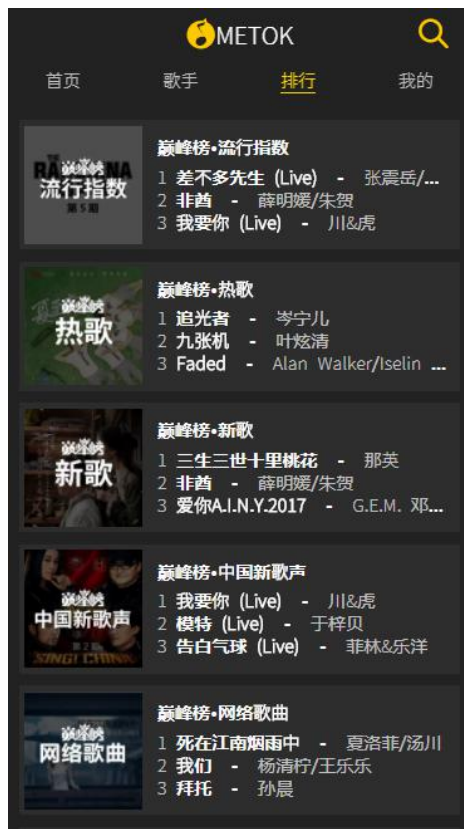 METOK
首页 歌手 排行 我的
巅峰榜
流行指数
第5期
巅峰榜•流行指数
1 差不多先生 (Live) - 张震岳/...
2 非酋 - 薛明媛/朱贺
3 我要你 (Live) - 川&虎
巅峰榜
热歌
巅峰榜•热歌
1 追光者 - 岑宁儿
2 九张机 - 叶炫清
3 Faded - Alan Walker/Iselin ...
巅峰榜
新歌
巅峰榜•新歌
1 三生三世十里桃花 - 那英
2 非酋 - 薛明媛/朱贺
3 爱你A.I.N.Y.2017 - G.E.M. 邓...
巅峰榜
中国新歌声
第2期
SING! CHINA
巅峰榜•中国新歌声
1 我要你 (Live) - 川&虎
2 模特 (Live) - 于梓贝
3 告白气球 (Live) - 菲林&乐洋
巅峰榜
网络歌曲
巅峰榜•网络歌曲
1 死在江南烟雨中 - 夏洛菲/汤川
2 我们 - 杨清柠/王乐乐
3 拜托 - 孙晨